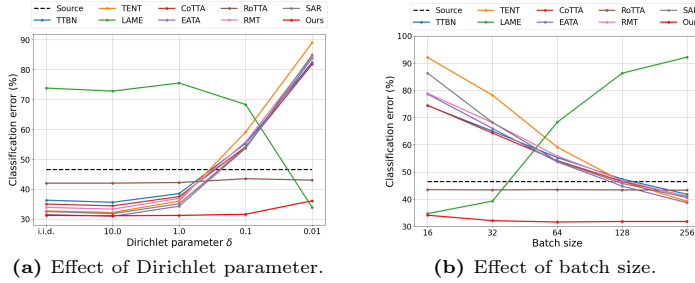 Source TENT CoTTA RoTTA SAR
TTBN LAME EATA RMT Ours
Classification error (%)
90
80
70
60
50
40
30
i.i.d. 10.0 1.0 0.1 0.01
Dirichlet parameter δ
(a) Effect of Dirichlet parameter.
Source TENT CoTTA RoTTA SAR
TTBN LAME EATA RMT Ours
Classification error (%)
100
90
80
70
60
50
40
30
16 32 64 128 256
Batch size
(b) Effect of batch size.